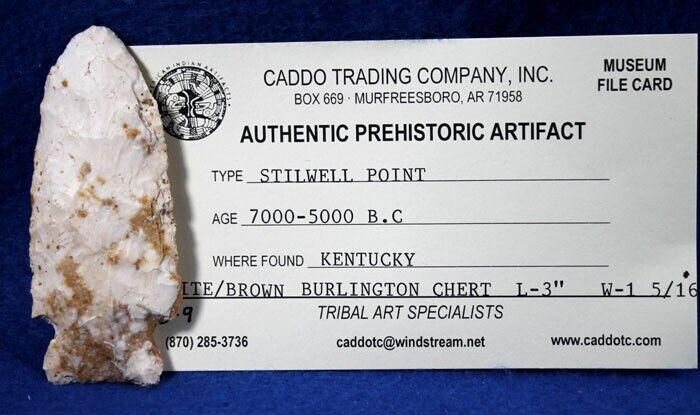 CADDO TRADING COMPANY, INC.
BOX 669 · MURFREESBORO, AR 71958
MUSEUM
FILE CARD
AUTHENTIC PREHISTORIC ARTIFACT
TYPE STILWELL POINT
AGE 7000-5000 B.C
WHERE FOUND KENTUCKY
ITE/BROWN BURLINGTON CHERT L-3" W-1 5/16
TRIBAL ART SPECIALISTS
(870) 285-3736 caddotc@windstream.net www.caddotc.com